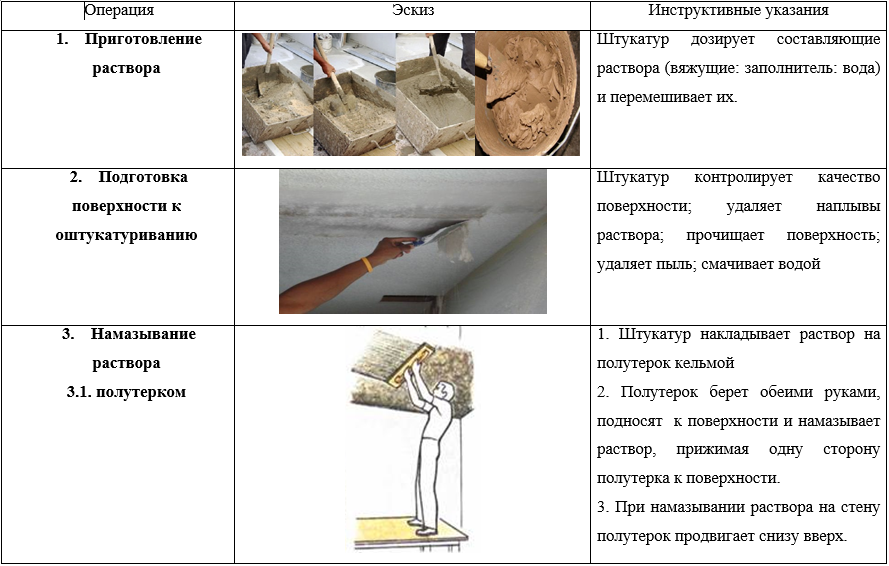 Операция
Эскиз
Инструктивные указания
1. Приготовление
раствора
Штукатур дозирует составляющие
раствора (вяжущие: заполнитель: вода)
и перемешивает их.
2. Подготовка
поверхности к
оштукатуриванию
Штукатур контролирует качество
поверхности; удаляет наплывы
раствора; прочищает поверхность;
удаляет пыль; смачивает водой
3. Намазывание
раствора
3.1. полутерком
1. Штукатур накладывает раствор на
полутерок кельмой
2. Полутерок берет обеими руками,
подносят к поверхности и намазывает
раствор, прижимая одну сторону
полутерка к поверхности.
3. При намазывании раствора на стену
полутерок продвигает снизу вверх.